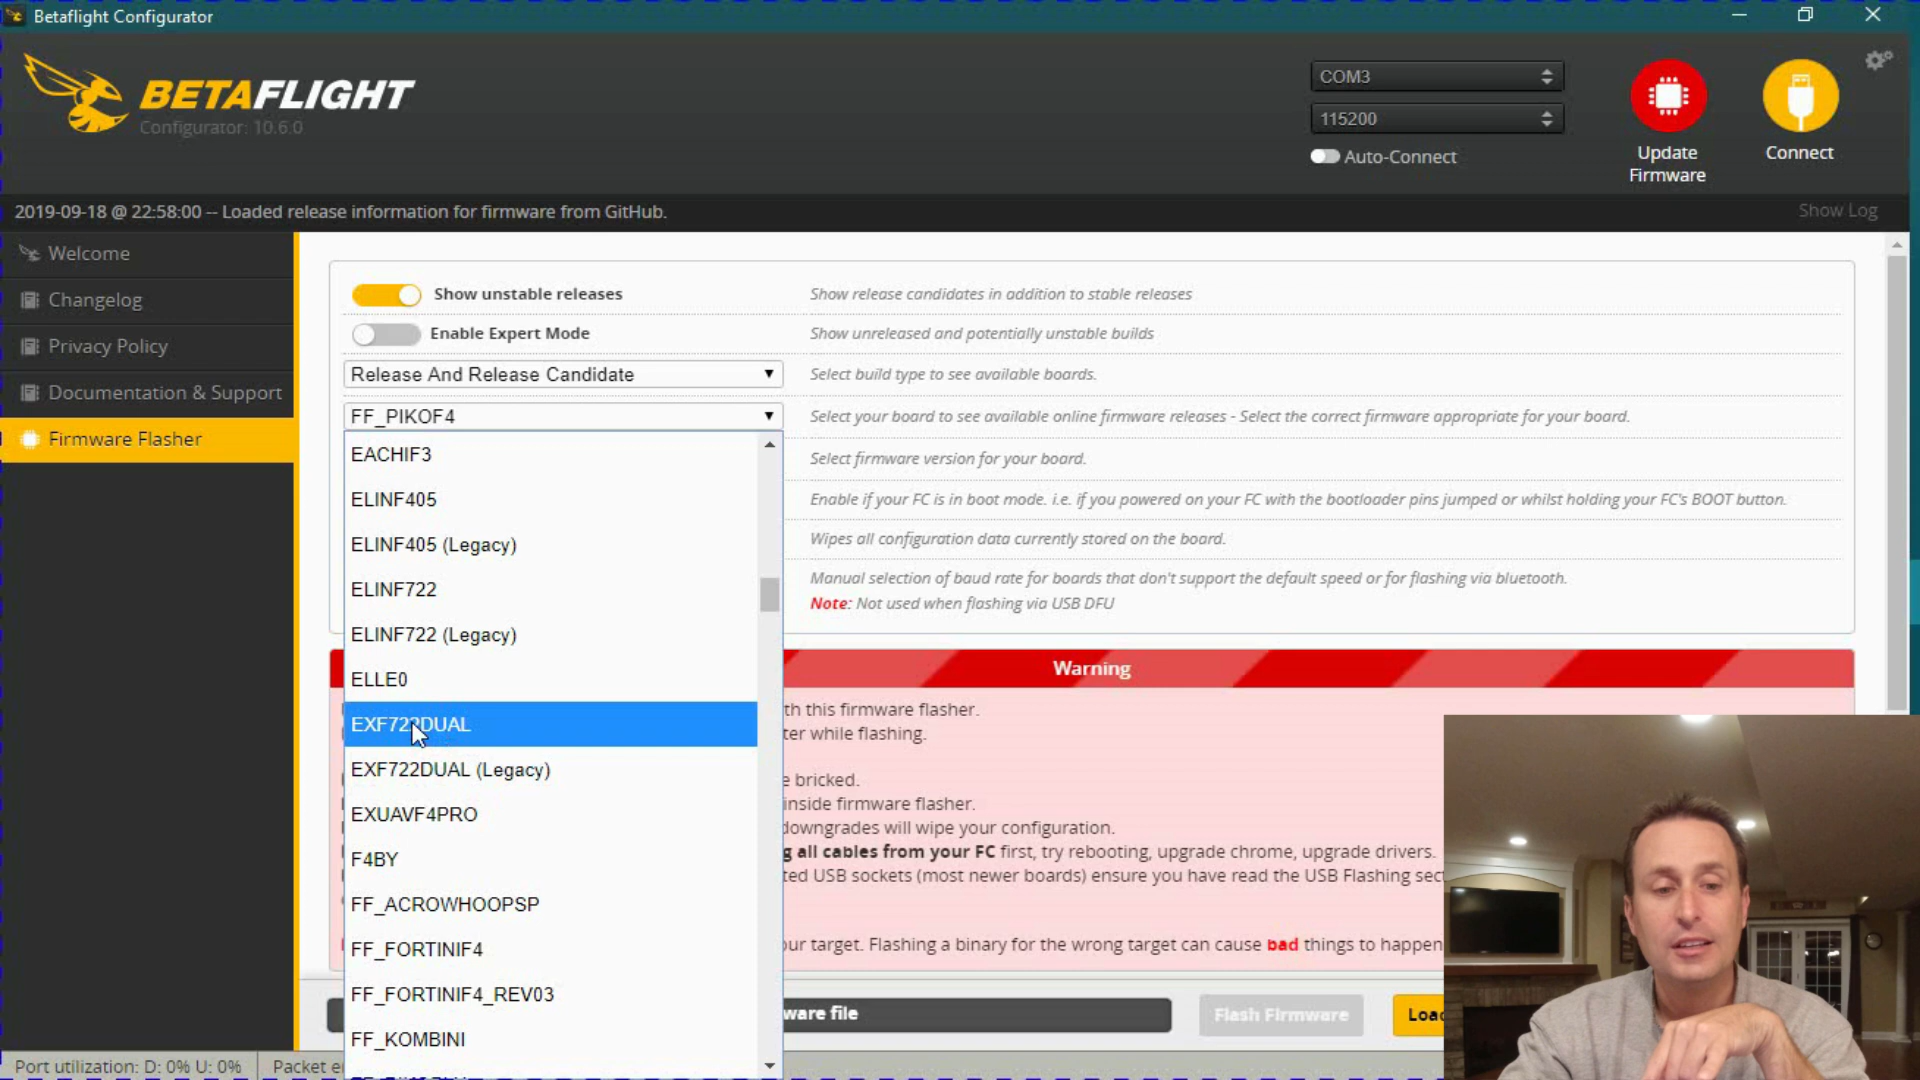 Betaflight Configurator
BETAFLIGHT
Configurator: 10.6.0
COM3
115200
Auto-Connect
Update
Firmware
Connect
2019-09-18 @ 22:58:00 -- Loaded release information for firmware from GitHub.
Show Log
Welcome
Changelog
Privacy Policy
Documentation & Support
Firmware Flasher
Show unstable releases
Show release candidates in addition to stable releases
Enable Expert Mode
Show unreleased and potentially unstable builds
Release And Release Candidate
Select build type to see available boards.
FF_PIKOF4
Select your board to see available online firmware releases - Select the correct firmware appropriate for your board.
Select firmware version for your board.
Enable if your FC is in boot mode. i.e. if you powered on your FC with the bootloader pins jumped or whilst holding your FC's BOOT button.
Wipes all configuration data currently stored on the board.
Manual selection of baud rate for boards that don't support the default speed or for flashing via bluetooth.
Note: Not used when flashing via USB DFU
EACHIF3
ELINF405
ELINF405 (Legacy)
ELINF722
ELINF722 (Legacy)
ELLE0
EXF722DUAL
EXF722DUAL (Legacy)
EXUAVF4PRO
F4BY
FF_ACROWHOOPSP
FF_FORTINIF4
FF_FORTINIF4_REV03
FF_KOMBINI
Warning
th this firmware flasher.
ter while flashing.
e bricked.
inside firmware flasher.
downgrades will wipe your configuration.
g all cables from your FC first, try rebooting, upgrade chrome, upgrade drivers.
ted USB sockets (most newer boards) ensure you have read the USB Flashing sec
ur target. Flashing a binary for the wrong target can cause bad things to happen
ware file
Flash Firmware
Loa
Port utilization: D: 0% U: 0%
Packet e